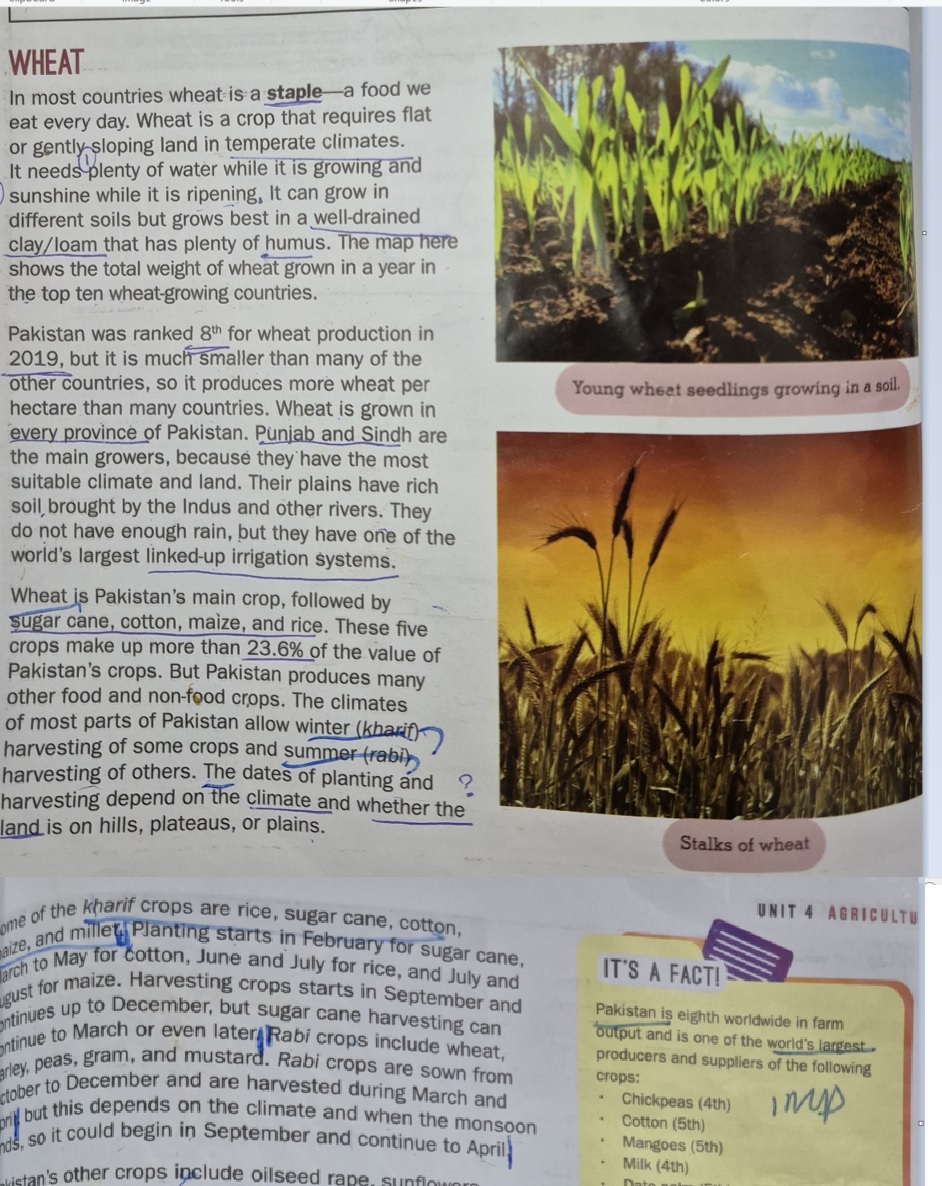 WHEAT
In most countries wheat is a staple—a food we
eat every day. Wheat is a crop that requires flat
or gently sloping land in temperate climates.
It needs plenty of water while it is growing and
sunshine while it is ripening. It can grow in
different soils but grows best in a well-drained
clay/loam that has plenty of humus. The map here
shows the total weight of wheat grown in a year in
the top ten wheat-growing countries.
Pakistan was ranked 8th for wheat production in
2019, but it is much smaller than many of the
other countries, so it produces more wheat per
hectare than many countries. Wheat is grown in
every province of Pakistan. Punjab and Sindh are
the main growers, because they have the most
suitable climate and land. Their plains have rich
soil brought by the Indus and other rivers. They
do not have enough rain, but they have one of the
world's largest linked-up irrigation systems.
Wheat is Pakistan's main crop, followed by
sugar cane, cotton, maize, and rice. These five
crops make up more than 23.6% of the value of
Pakistan's crops. But Pakistan produces many
other food and non-food crops. The climates
of most parts of Pakistan allow winter (kharif)
harvesting of some crops and summer (rabi)
harvesting of others. The dates of planting and
?
harvesting depend on the climate and whether the
land is on hills, plateaus, or plains.
Young wheat seedlings growing in a soil.
Stalks of wheat
ome of the kharif crops are rice, sugar cane, cotton,
aize, and millet. Planting starts in February for sugar cane,
arch to May for cotton, June and July for rice, and July and
ugust for maize. Harvesting crops starts in September and
ontinues up to December, but sugar cane harvesting can
ontinue to March or even later. Rabi crops include wheat,
arley, peas, gram, and mustard. Rabi crops are sown from
ctober to December and are harvested during March and
pril but this depends on the climate and when the monsoon
nds, so it could begin in September and continue to April.
kistan's other crops include oilseed rape,
UNIT 4 AGRICULTU
IT'S A FACT!
Pakistan is eighth worldwide in farm
output and is one of the world's largest
producers and suppliers of the following
crops:
• Chickpeas (4th)
imp
• Cotton (5th)
• Mangoes (5th)
• Milk (4th)